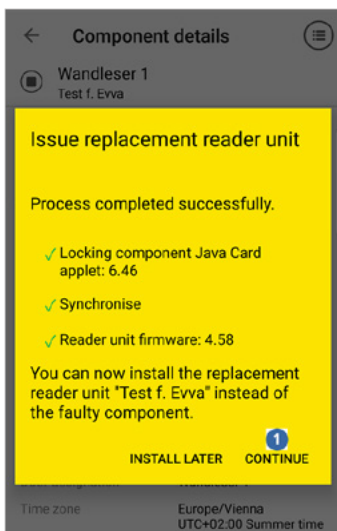 Component details
Wandleser 1
Test f. Evva
Issue replacement reader unit
Process completed successfully.
Locking component Java Card
applet: 6.46
Synchronise
Reader unit firmware: 4.58
You can now install the replacement
reader unit "Test f. Evva" instead of
the faulty component.
1
INSTALL LATER CONTINUE
Time zone Europe/Vienna
UTC+02:00 Summer time